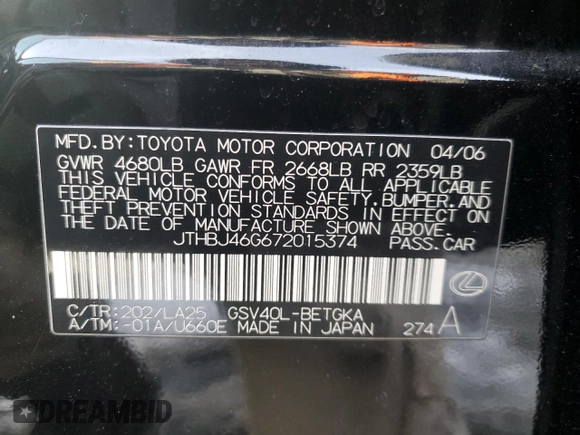 MFD.BY:TOYOTA MOTOR CORPORATION 04/06
GVWR 4680LB GAWR FR 2668LB RR 2359LB
THIS VEHICLE CONFORMS TO ALL APPLICABLE
FEDERAL MOTOR VEHICLE SAFETY,BUMPER,AND
THEFT PREVENTION STANDARDS IN EFFECT ON
THE DATE OF MANUFACTURE SHOWN ABOVE.
JTHBJ46G672015374 PASS.CAR
C/TR:202/LA25 GSV40L-BETGKA
A/TM:-01A/U660E MADE IN JAPAN 274 A
DREAMBID